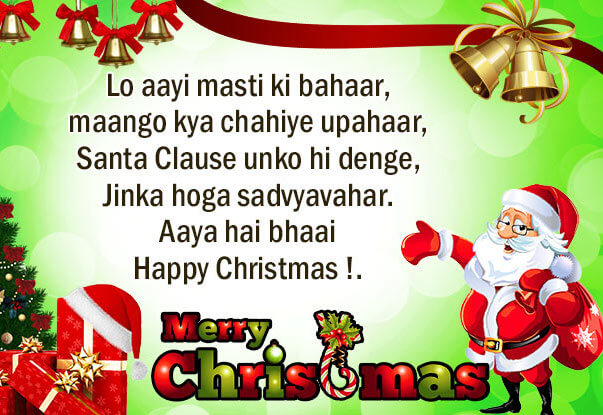 Lo aayi masti ki bahaar,
maango kya chahiye upahaar,
Santa Clause unko hi denge,
Jinka hoga sadvyavahar.
Aaya hai bhaai
Happy Christmas !.
Merry
Christmas